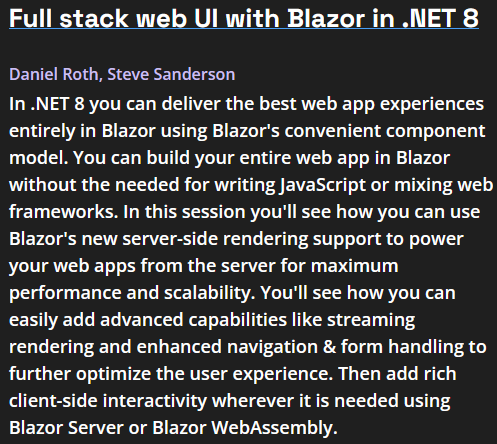 Full stack web UI with Blazor in .NET 8
Daniel Roth, Steve Sanderson
In .NET 8 you can deliver the best web app experiences
entirely in Blazor using Blazor's convenient component
model. You can build your entire web app in Blazor
without the needed for writing JavaScript or mixing web
frameworks. In this session you'll see how you can use
Blazor's new server-side rendering support to power
your web apps from the server for maximum
performance and scalability. You'll see how you can
easily add advanced capabilities like streaming
rendering and enhanced navigation & form handling to
further optimize the user experience. Then add rich
client-side interactivity wherever it is needed using
Blazor Server or Blazor WebAssembly.